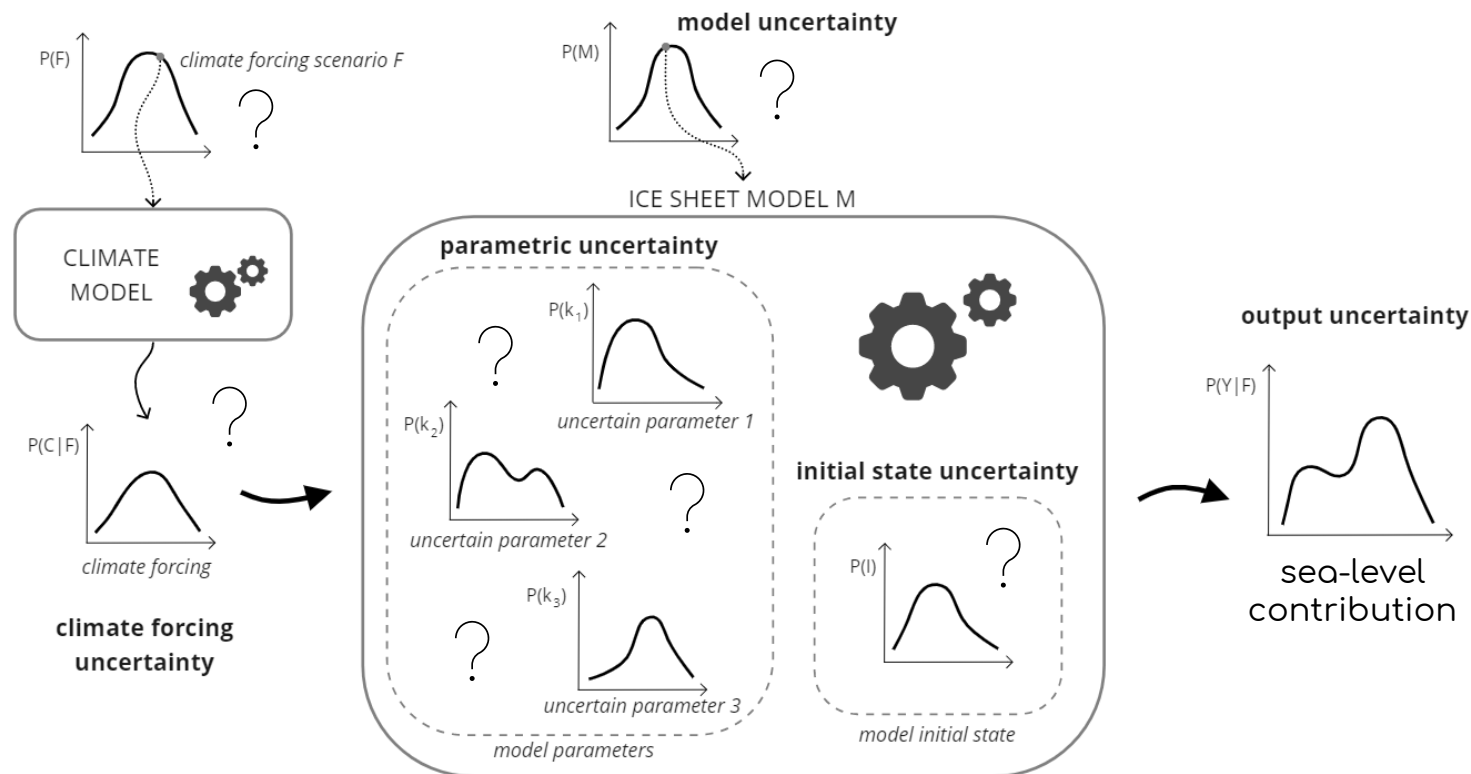 model uncertainty
P(F)
climate forcing scenario F
?
P(M)
?
ICE SHEET MODEL M
CLIMATE
MODEL
parametric uncertainty
P(k₁)
?
uncertain parameter 1
P(k₂)
uncertain parameter 2
?
P(k₃)
?
uncertain parameter 3
model parameters
initial state uncertainty
P(I)
?
model initial state
?
P(C|F)
climate forcing
climate forcing
uncertainty
output uncertainty
P(Y|F)
sea-level
contribution